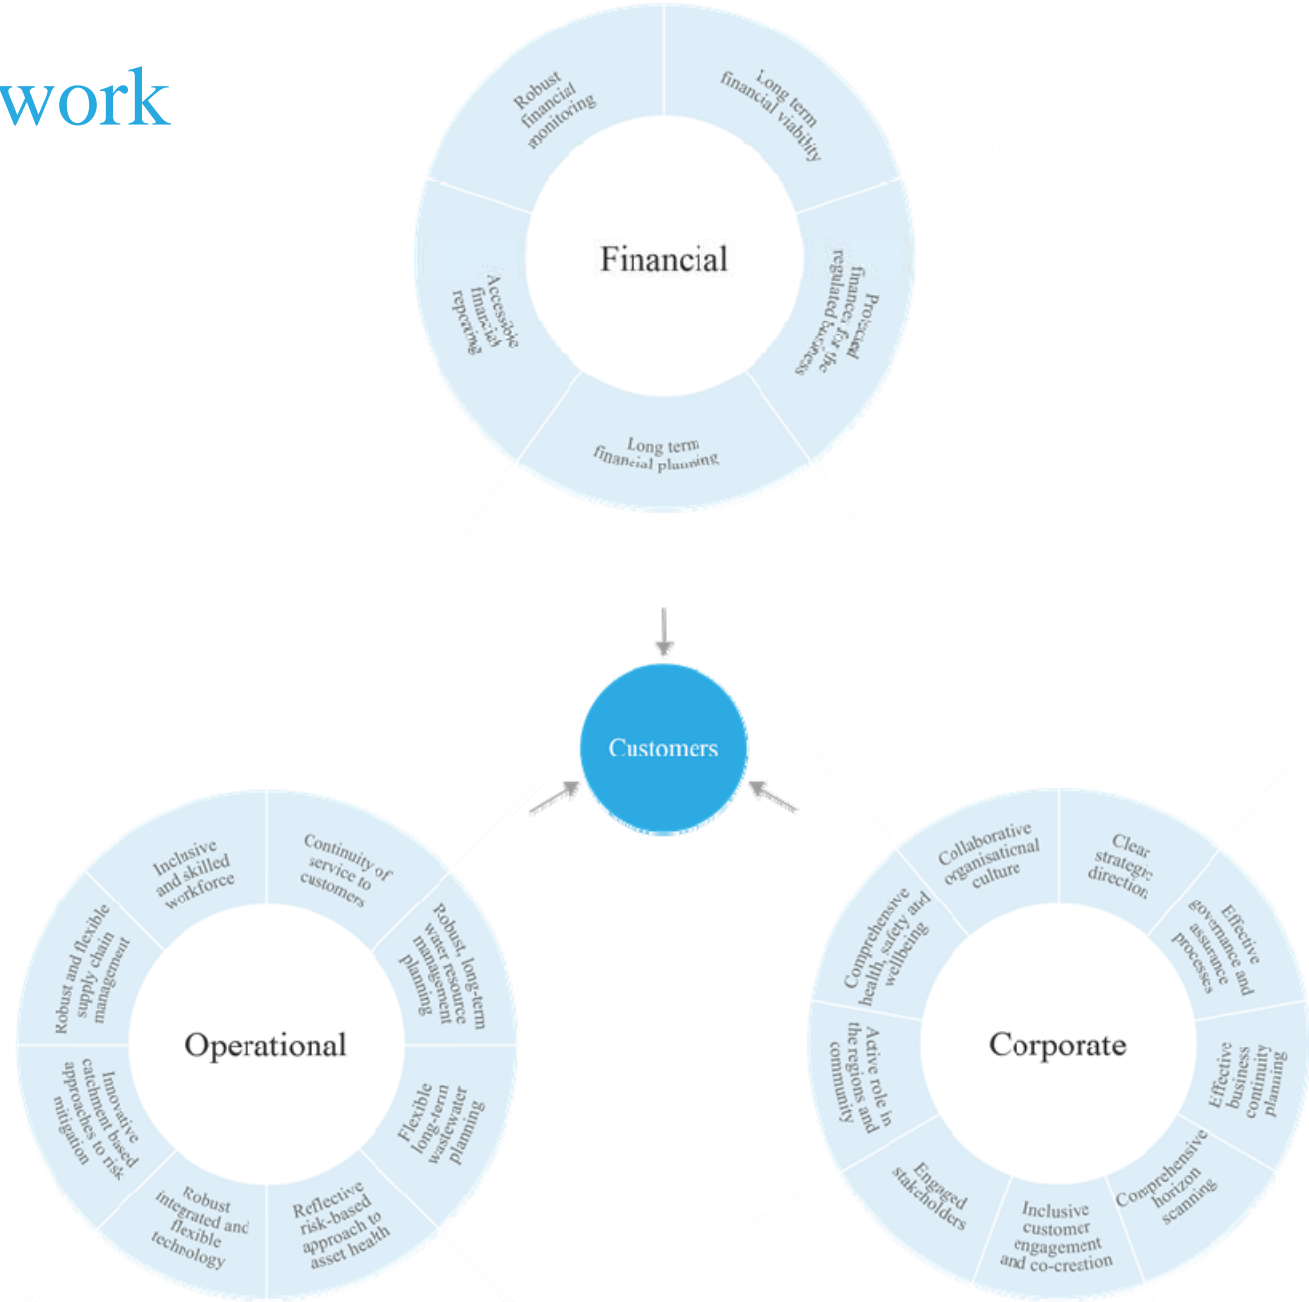 work
Robust
financial
monitoring
Long term
financial viability
Financial
Accessible
financial
reporting
Protected
finances for the
regulated business
Long term
financial planning
Customers
Inclusive
and skilled
workforce
Continuity of
service to
customers
Robust and flexible
supply chain
management
Robust, long-term
water resource
management
planning
Operational
Innovative
catchment based
approaches to risk
mitigation
Flexible
long-term
wastewater
planning
Robust
integrated and
flexible
technology
Reflective
risk-based
approach to
asset health
Collaborative
organisational
culture
Clear
strategic
direction
Comprehensive
health, safety and
wellbeing
Effective
governance and
assurance
processes
Corporate
Active role in
the regions and
community
Effective
business
continuity
planning
Engaged
stakeholders
Inclusive
customer
engagement
and co-creation
Comprehensive
horizon
scanning